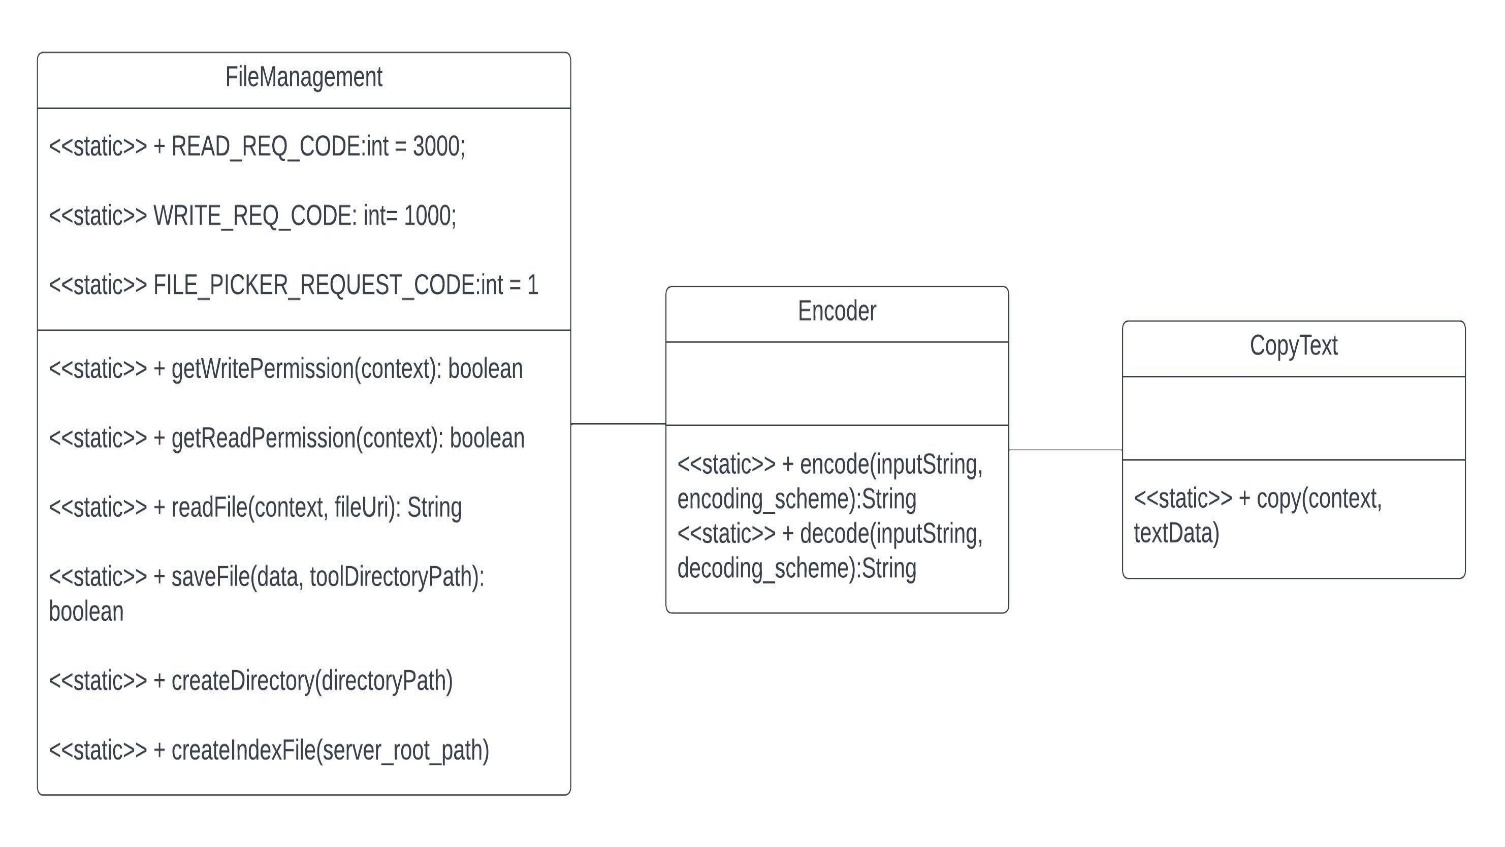 FileManagement
<<static>> + READ_REQ_CODE:int = 3000;
<<static>> WRITE_REQ_CODE: int= 1000;
<<static>> FILE_PICKER_REQUEST_CODE:int = 1
<<static>> + getWritePermission(context): boolean
<<static>> + getReadPermission(context): boolean
<<static>> + readFile(context, fileUri): String
<<static>> + saveFile(data, toolDirectoryPath):
boolean
<<static>> + createDirectory(directoryPath)
<<static>> + createIndexFile(server_root_path)
Encoder
<<static>> + encode(inputString,
encoding_scheme):String
<<static>> + decode(inputString,
decoding_scheme):String
CopyText
<<static>> + copy(context,
textData)